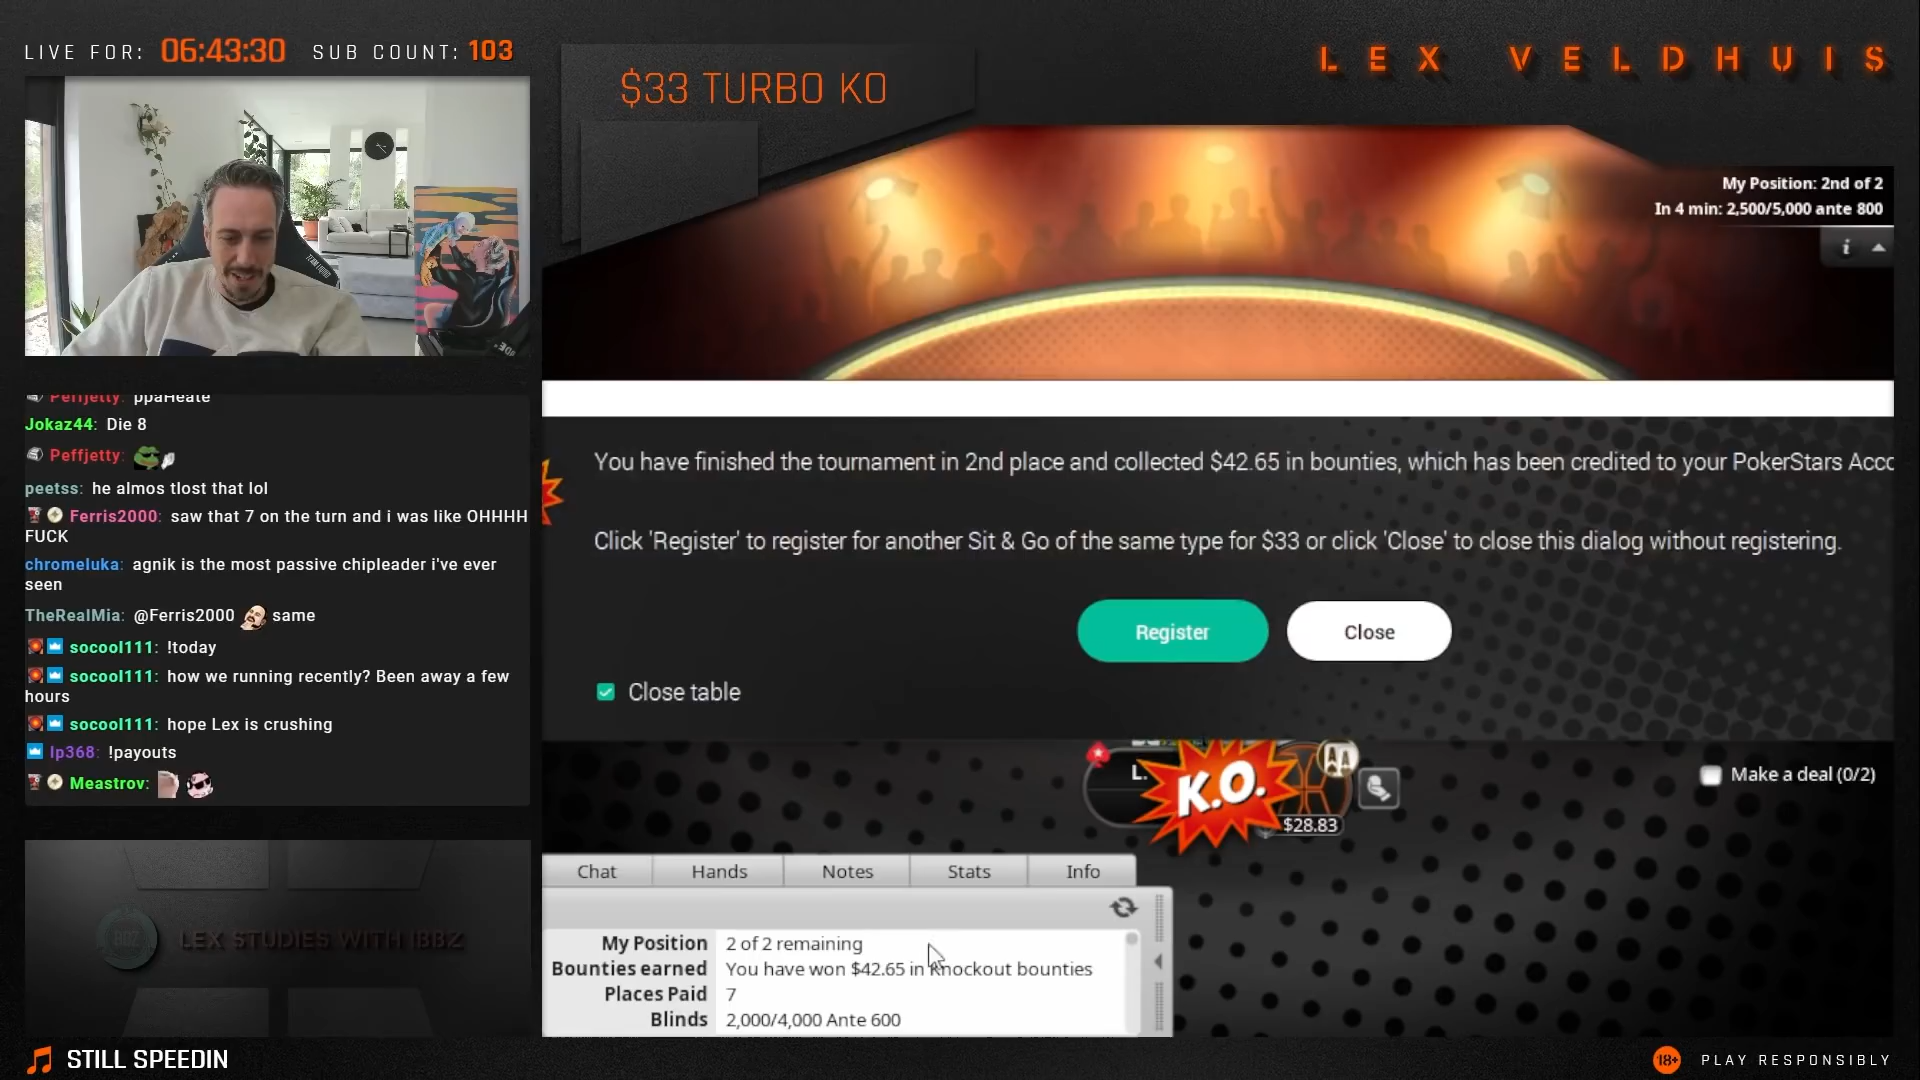 LIVE FOR: 06:43:30 SUB COUNT: 103
$33 TURBO KO
LEX VELDHUIS
My Position: 2nd of 2
In 4 min: 2,500/5,000 ante 800
Peffjetty: ppaHeate
Jokaz44: Die 8
Peffjetty:
peetss: he almos tlost that lol
Ferris2000: saw that 7 on the turn and i was like OHHHH
FUCK
chromeluka: agnik is the most passive chipleader i've ever
seen
TheRealMia: @Ferris2000 same
socool111: !today
socool111: how we running recently? Been away a few
hours
socool111: hope Lex is crushing
lp368: !payouts
Meastrov:
You have finished the tournament in 2nd place and collected $42.65 in bounties, which has been credited to your PokerStars Acco
Click 'Register' to register for another Sit & Go of the same type for $33 or click 'Close' to close this dialog without registering.
Register Close
Close table
L.
K.O.
$28.83
Make a deal (0/2)
Chat Hands Notes Stats Info
My Position 2 of 2 remaining
Bounties earned You have won $42.65 in knockout bounties
Places Paid 7
Blinds 2,000/4,000 Ante 600
BBZ
LEX STUDIES WITH !BBZ
STILL SPEEDIN
18+ PLAY RESPONSIBLY